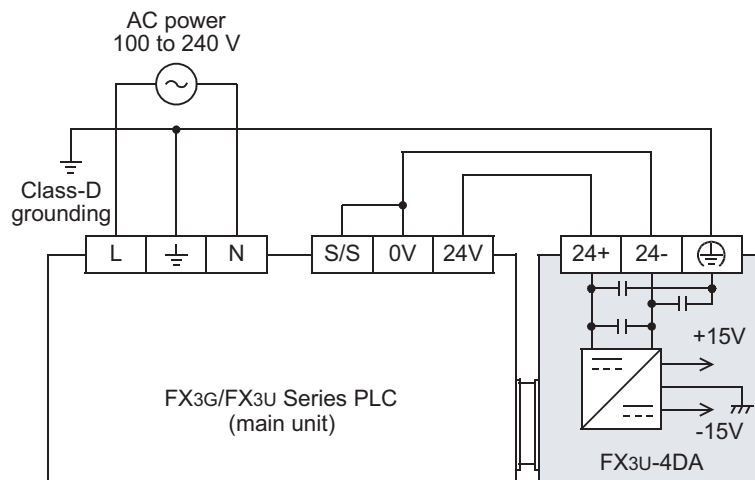 AC power
100 to 240 V
Class-D
grounding
L
N
S/S
0V
24V
24+
24-
+15V
-15V
FX3G/FX3U Series PLC
(main unit)
FX3U-4DA